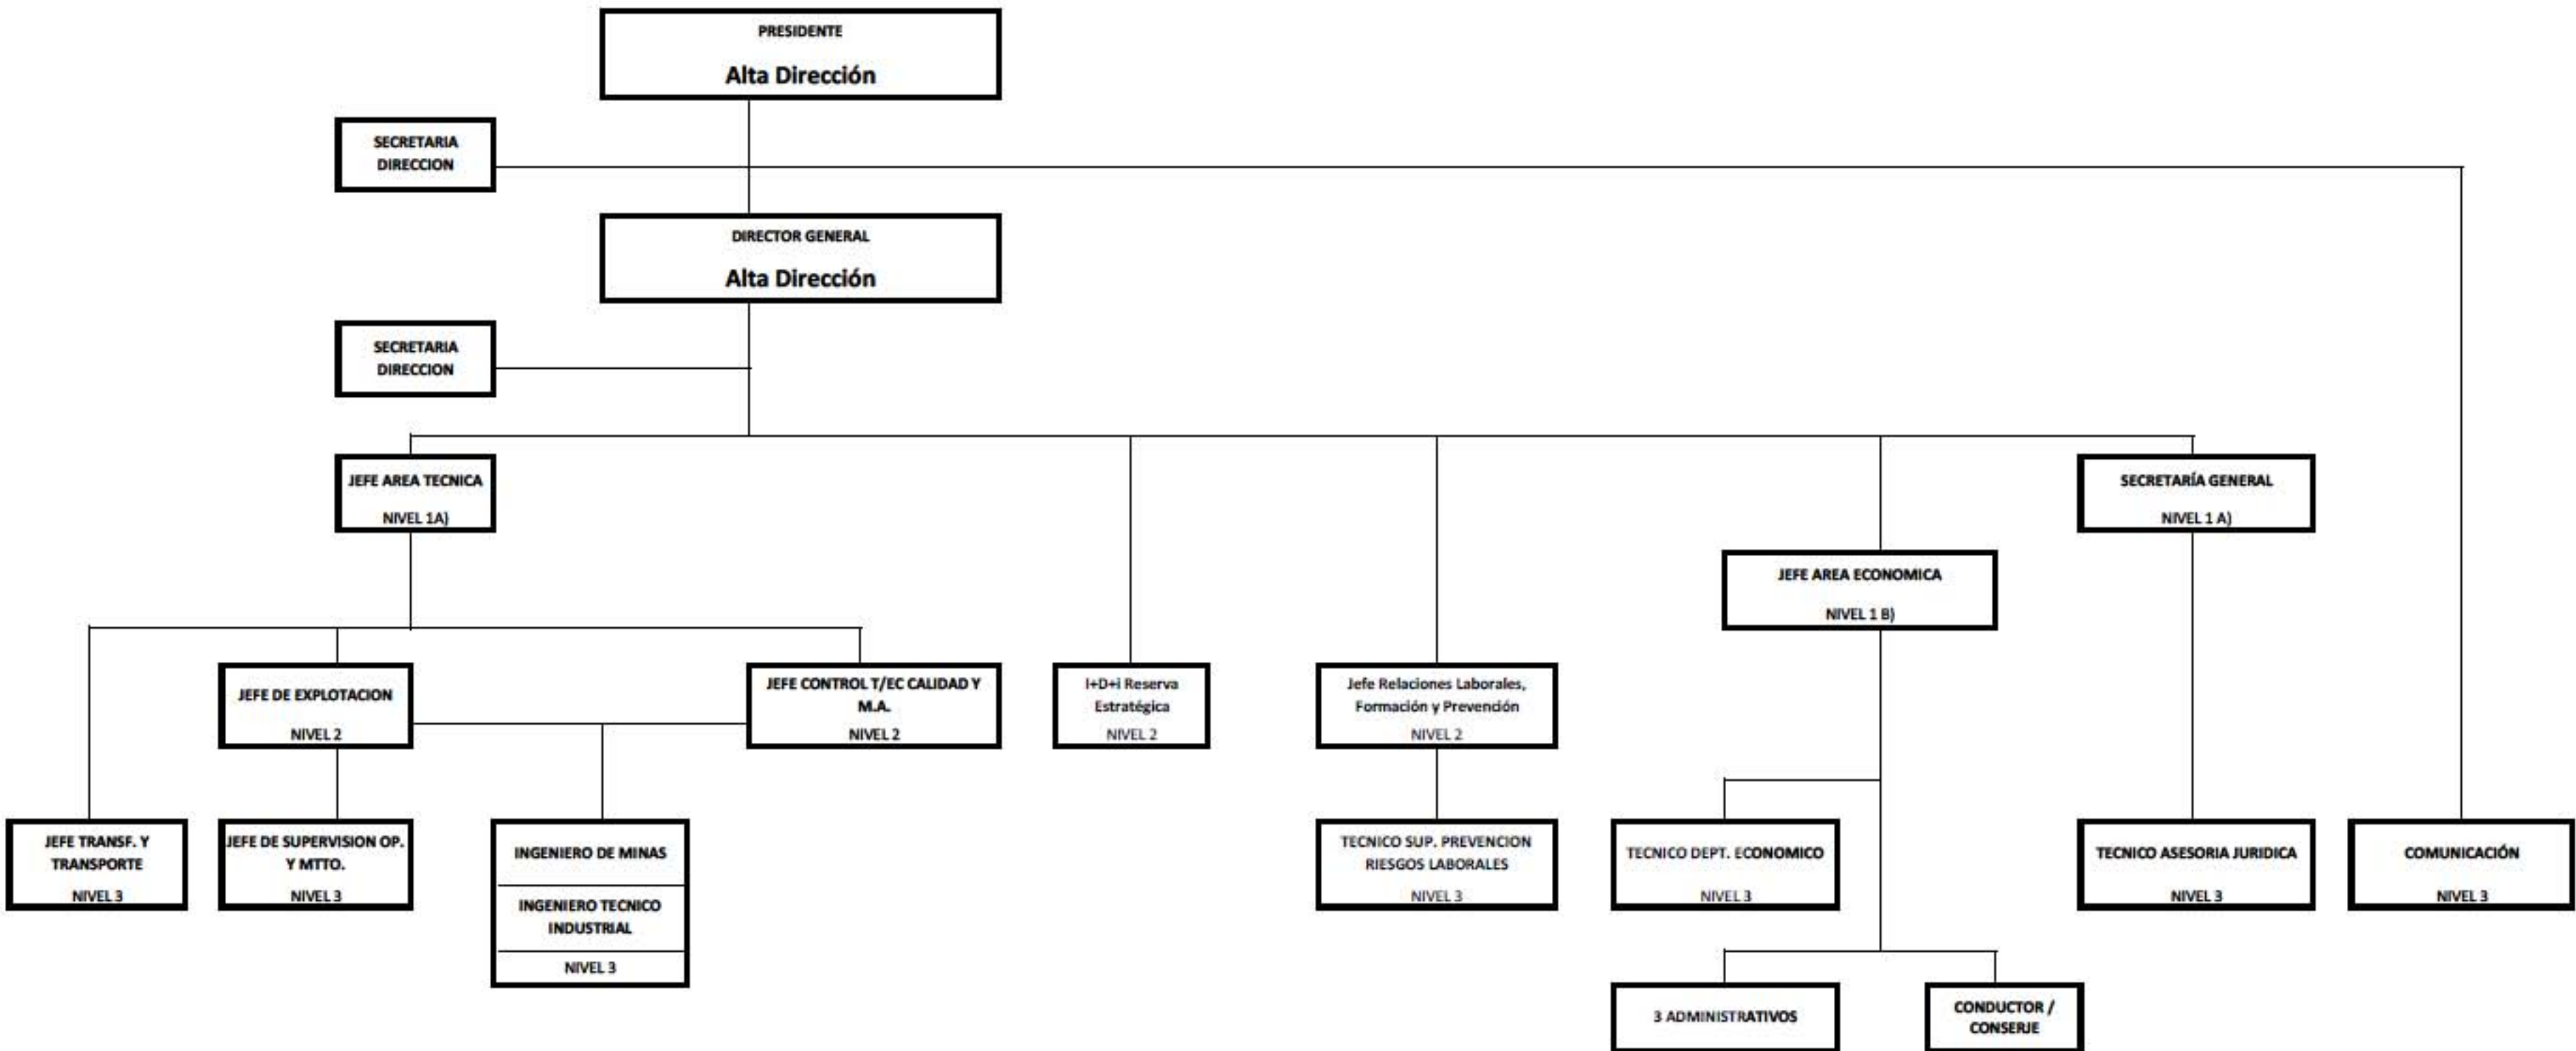 PRESIDENTE
Alta Dirección
SECRETARIA
DIRECCION
DIRECTOR GENERAL
Alta Dirección
SECRETARIA
DIRECCION
JEFE AREA TECNICA
NIVEL 1A)
SECRETARÍA GENERAL
NIVEL 1 A)
JEFE AREA ECONOMICA
NIVEL 1 B)
JEFE DE EXPLOTACION
NIVEL 2
JEFE CONTROL T/EC CALIDAD Y
M.A.
NIVEL 2
I+D+i Reserva
Estratégica
NIVEL 2
Jefe Relaciones Laborales,
Formación y Prevención
NIVEL 2
JEFE TRANSF. Y
TRANSPORTE
NIVEL 3
JEFE DE SUPERVISION OP.
Y MTTO.
NIVEL 3
INGENIERO DE MINAS
INGENIERO TECNICO
INDUSTRIAL
NIVEL 3
TECNICO SUP. PREVENCION
RIESGOS LABORALES
NIVEL 3
TECNICO DEPT. ECONOMICO
NIVEL 3
TECNICO ASESORIA JURIDICA
NIVEL 3
COMUNICACIÓN
NIVEL 3
3 ADMINISTRATIVOS
CONDUCTOR /
CONSERJE